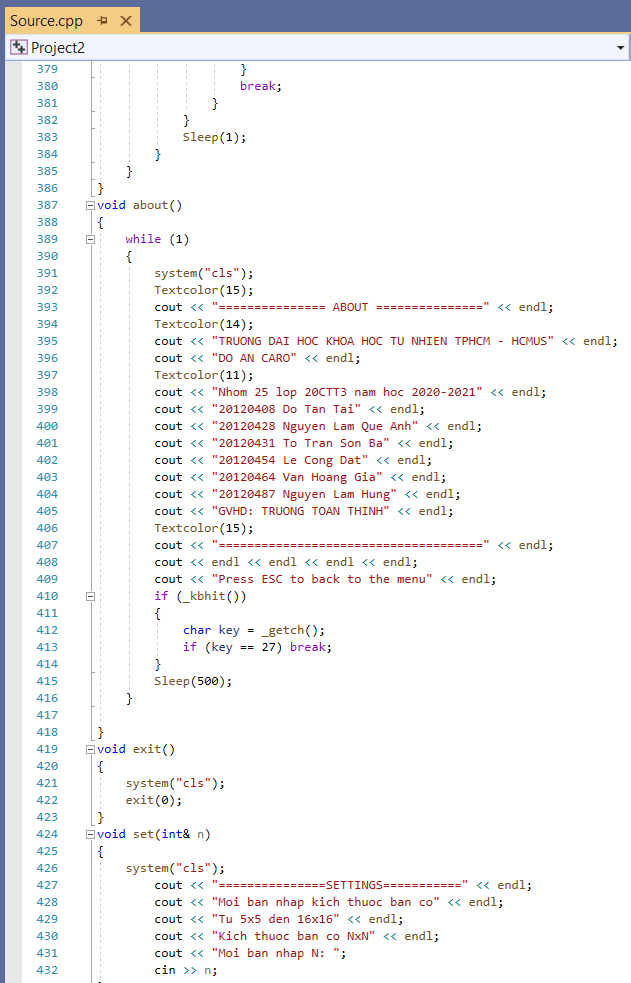 Source.cpp
Project2
379 }
380 break;
381 }
382 }
383 Sleep(1);
384 }
385 }
386 }
387 void about()
388 {
389 while (1)
390 {
391 system("cls");
392 Textcolor(15);
393 cout << "=============== ABOUT ===============" << endl;
394 Textcolor(14);
395 cout << "TRUONG DAI HOC KHOA HOC TU NHIEN TPHCM - HCMUS" << endl;
396 cout << "DO AN CARO" << endl;
397 Textcolor(11);
398 cout << "Nhom 25 lop 20CTT3 nam hoc 2020-2021" << endl;
399 cout << "20120408 Do Tan Tai" << endl;
400 cout << "20120428 Nguyen Lam Que Anh" << endl;
401 cout << "20120431 To Tran Son Ba" << endl;
402 cout << "20120454 Le Cong Dat" << endl;
403 cout << "20120464 Van Hoang Gia" << endl;
404 cout << "20120487 Nguyen Lam Hung" << endl;
405 cout << "GVHD: TRUONG TOAN THINH" << endl;
406 Textcolor(15);
407 cout << "=====================================" << endl;
408 cout << endl << endl << endl << endl;
409 cout << "Press ESC to back to the menu" << endl;
410 if (_kbhit())
411 {
412 char key = _getch();
413 if (key == 27) break;
414 }
415 Sleep(500);
416 }
417
418 }
419 void exit()
420 {
421 system("cls");
422 exit(0);
423 }
424 void set(int& n)
425 {
426 system("cls");
427 cout << "===============SETTINGS===========" << endl;
428 cout << "Moi ban nhap kich thuoc ban co" << endl;
429 cout << "Tu 5x5 den 16x16" << endl;
430 cout << "Kich thuoc ban co NxN" << endl;
431 cout << "Moi ban nhap N: ";
432 cin >> n;